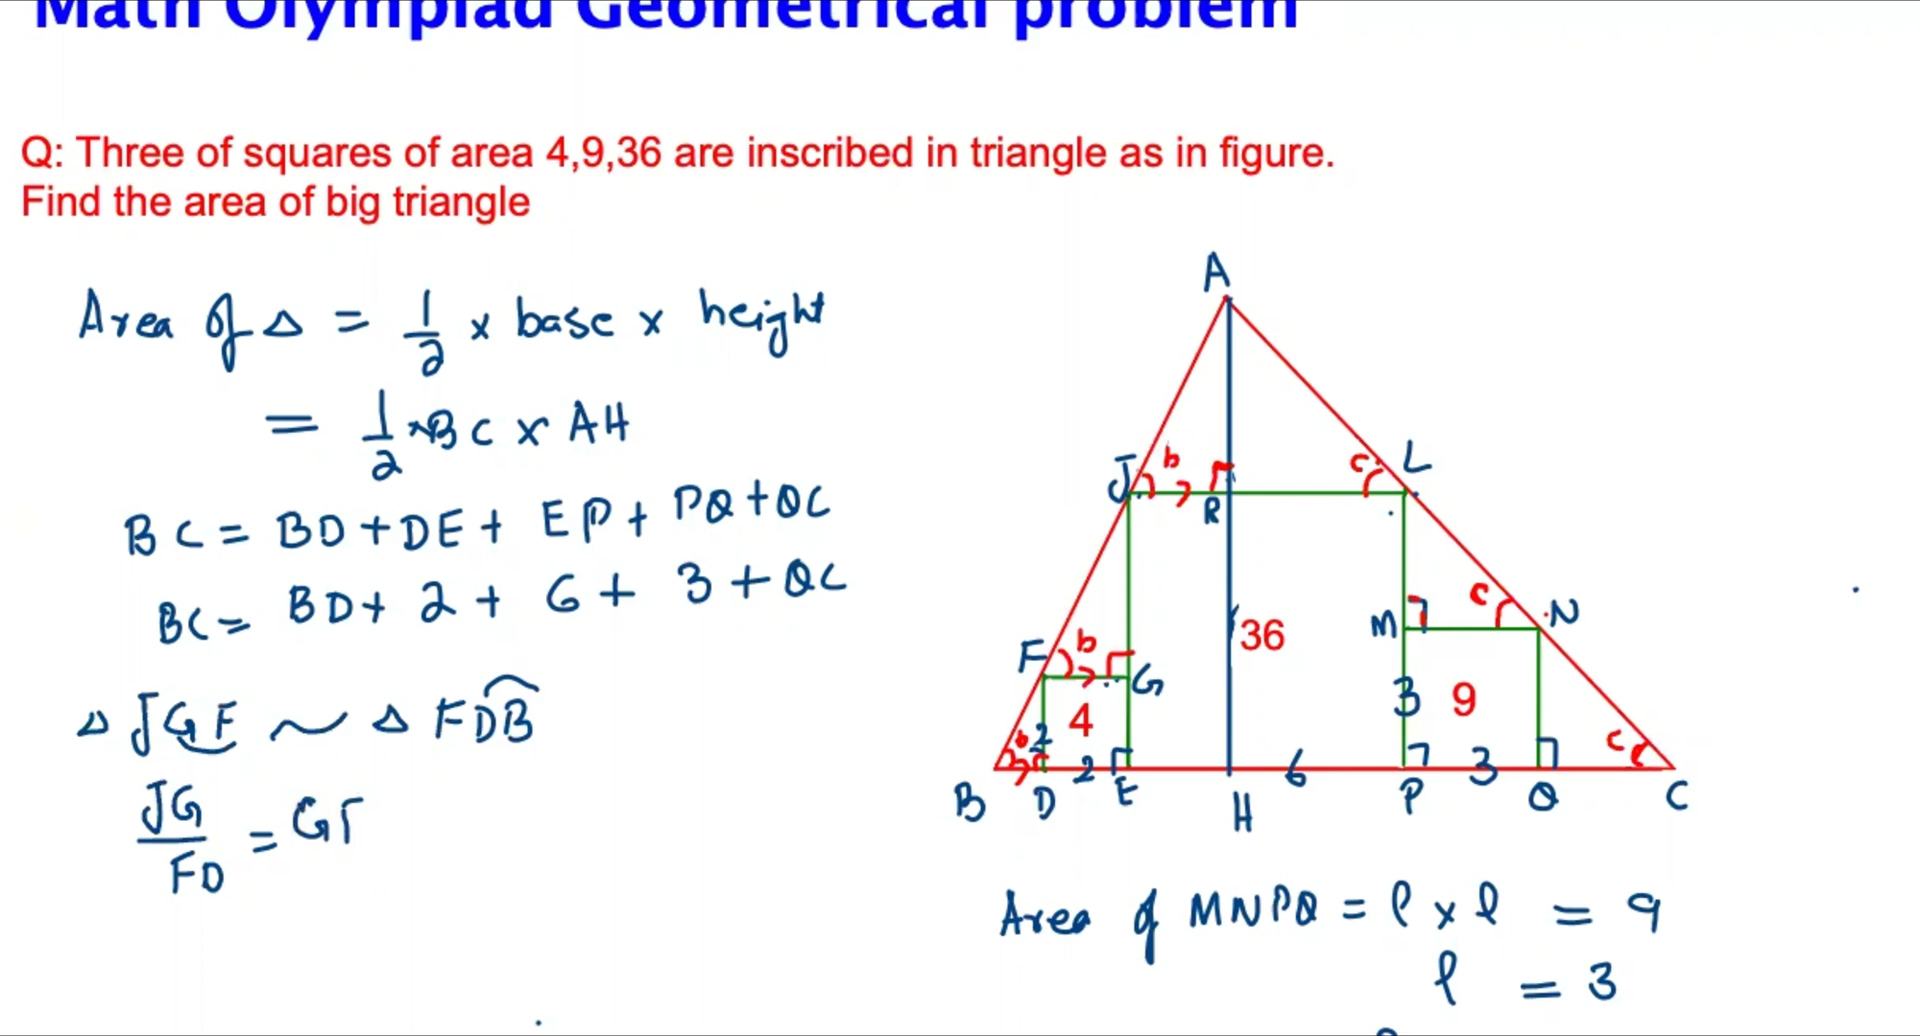 Math Olympiad Geometrical problem
Q: Three of squares of area 4,9,36 are inscribed in triangle as in figure.
Find the area of big triangle
Area of Δ = 1/2 x base x height
= 1/2 x BC x AH
BC = BD + DE + EP + PQ + QC
BC = BD + 2 + 6 + 3 + QC
Δ JGF ~ Δ FDB
JG/FD = GF
A
J b R c L
F b G 36 M c N
4 3 9
b 2 2 6 3 c
B D E H P Q C
Area of MNPQ = l x l = 9
l = 3